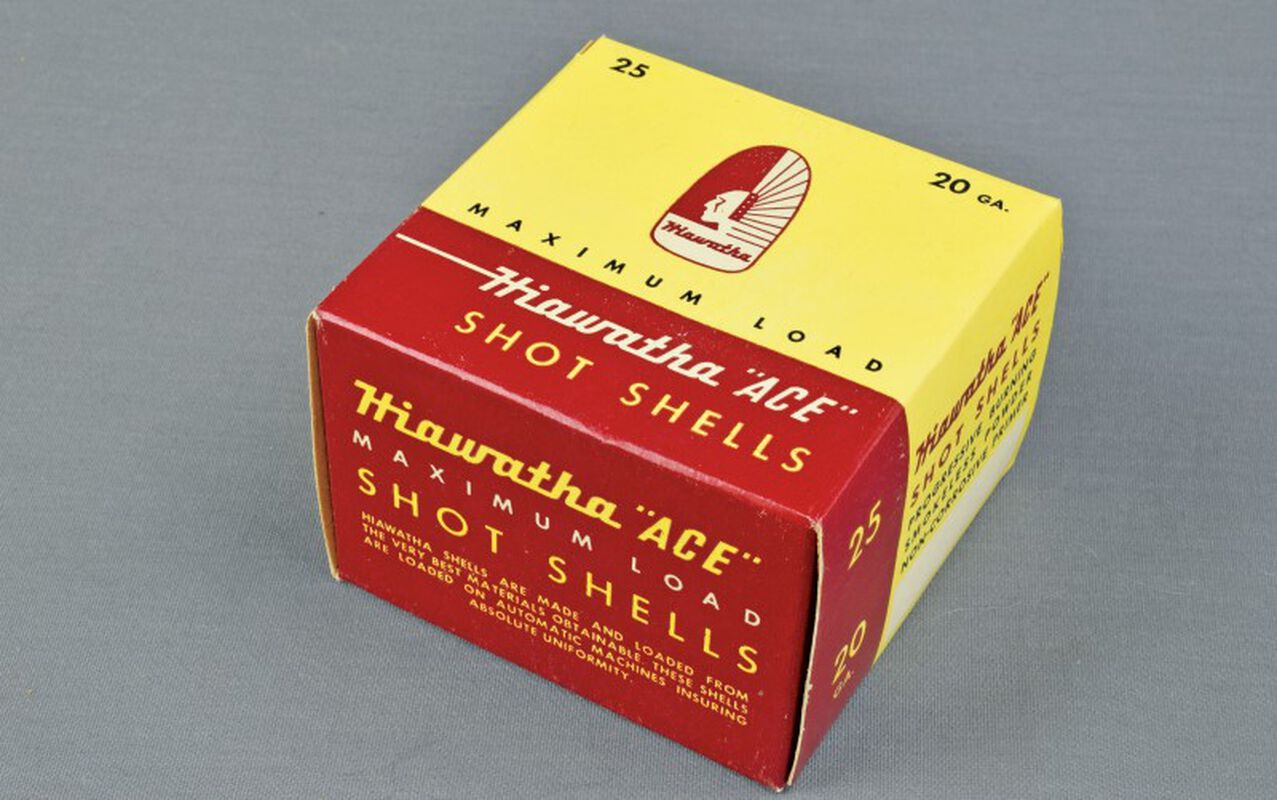 25
20 GA.
Hiawatha
MAXIMUM LOAD
Hiawatha "ACE"
SHOT SHELLS
Hiawatha "ACE"
MAXIMUM LOAD
SHOT SHELLS
HIAWATHA SHELLS ARE MADE AND LOADED FROM
THE VERY BEST MATERIALS OBTAINABLE THESE SHELLS
ARE LOADED ON AUTOMATIC MACHINES INSURING
ABSOLUTE UNIFORMITY.
Hiawatha "ACE"
SHOT SHELLS
PROGRESSIVE BURNING
SMOKELESS POWDER
NON-CORROSIVE PRIMER
25
20
GA.